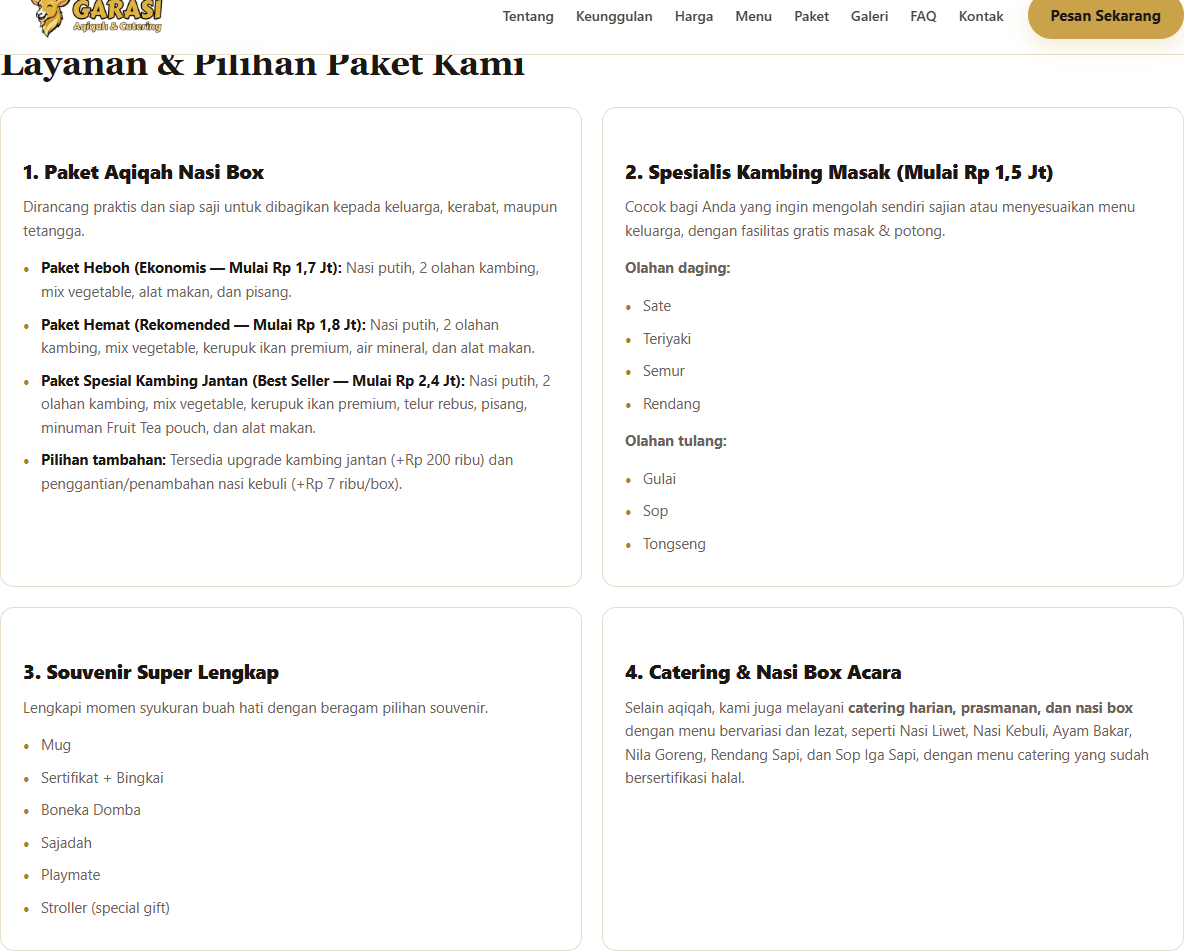 GARASI
Aqiqah & Catering
Tentang Keunggulan Harga Menu Paket Galeri FAQ Kontak Pesan Sekarang
Layanan & Pilihan Paket Kami
1. Paket Aqiqah Nasi Box
Dirancang praktis dan siap saji untuk dibagikan kepada keluarga, kerabat, maupun
tetangga.
• Paket Heboh (Ekonomis — Mulai Rp 1,7 Jt): Nasi putih, 2 olahan kambing,
mix vegetable, alat makan, dan pisang.
• Paket Hemat (Rekomended — Mulai Rp 1,8 Jt): Nasi putih, 2 olahan
kambing, mix vegetable, kerupuk ikan premium, air mineral, dan alat makan.
• Paket Spesial Kambing Jantan (Best Seller — Mulai Rp 2,4 Jt): Nasi putih, 2
olahan kambing, mix vegetable, kerupuk ikan premium, telur rebus, pisang,
minuman Fruit Tea pouch, dan alat makan.
• Pilihan tambahan: Tersedia upgrade kambing jantan (+Rp 200 ribu) dan
penggantian/penambahan nasi kebuli (+Rp 7 ribu/box).
2. Spesialis Kambing Masak (Mulai Rp 1,5 Jt)
Cocok bagi Anda yang ingin mengolah sendiri sajian atau menyesuaikan menu
keluarga, dengan fasilitas gratis masak & potong.
Olahan daging:
• Sate
• Teriyaki
• Semur
• Rendang
Olahan tulang:
• Gulai
• Sop
• Tongseng
3. Souvenir Super Lengkap
Lengkapi momen syukuran buah hati dengan beragam pilihan souvenir.
• Mug
• Sertifikat + Bingkai
• Boneka Domba
• Sajadah
• Playmate
• Stroller (special gift)
4. Catering & Nasi Box Acara
Selain aqiqah, kami juga melayani catering harian, prasmanan, dan nasi box
dengan menu bervariasi dan lezat, seperti Nasi Liwet, Nasi Kebuli, Ayam Bakar,
Nila Goreng, Rendang Sapi, dan Sop Iga Sapi, dengan menu catering yang sudah
bersertifikasi halal.